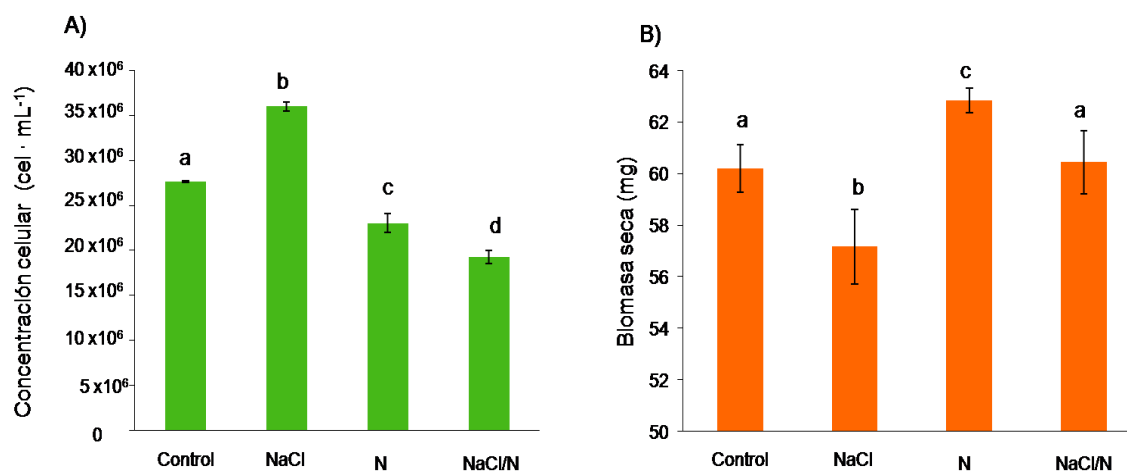 A)
Concentración celular (cel · mL⁻¹)
40 x10⁶
35 x10⁶
30 x10⁶
25 x10⁶
20 x10⁶
15 x10⁶
10 x10⁶
5 x10⁶
0
a
b
c
d
Control NaCl N NaCl/N
B)
Biomasa seca (mg)
64
62
60
58
56
54
52
50
a
b
c
a
Control NaCl N NaCl/N